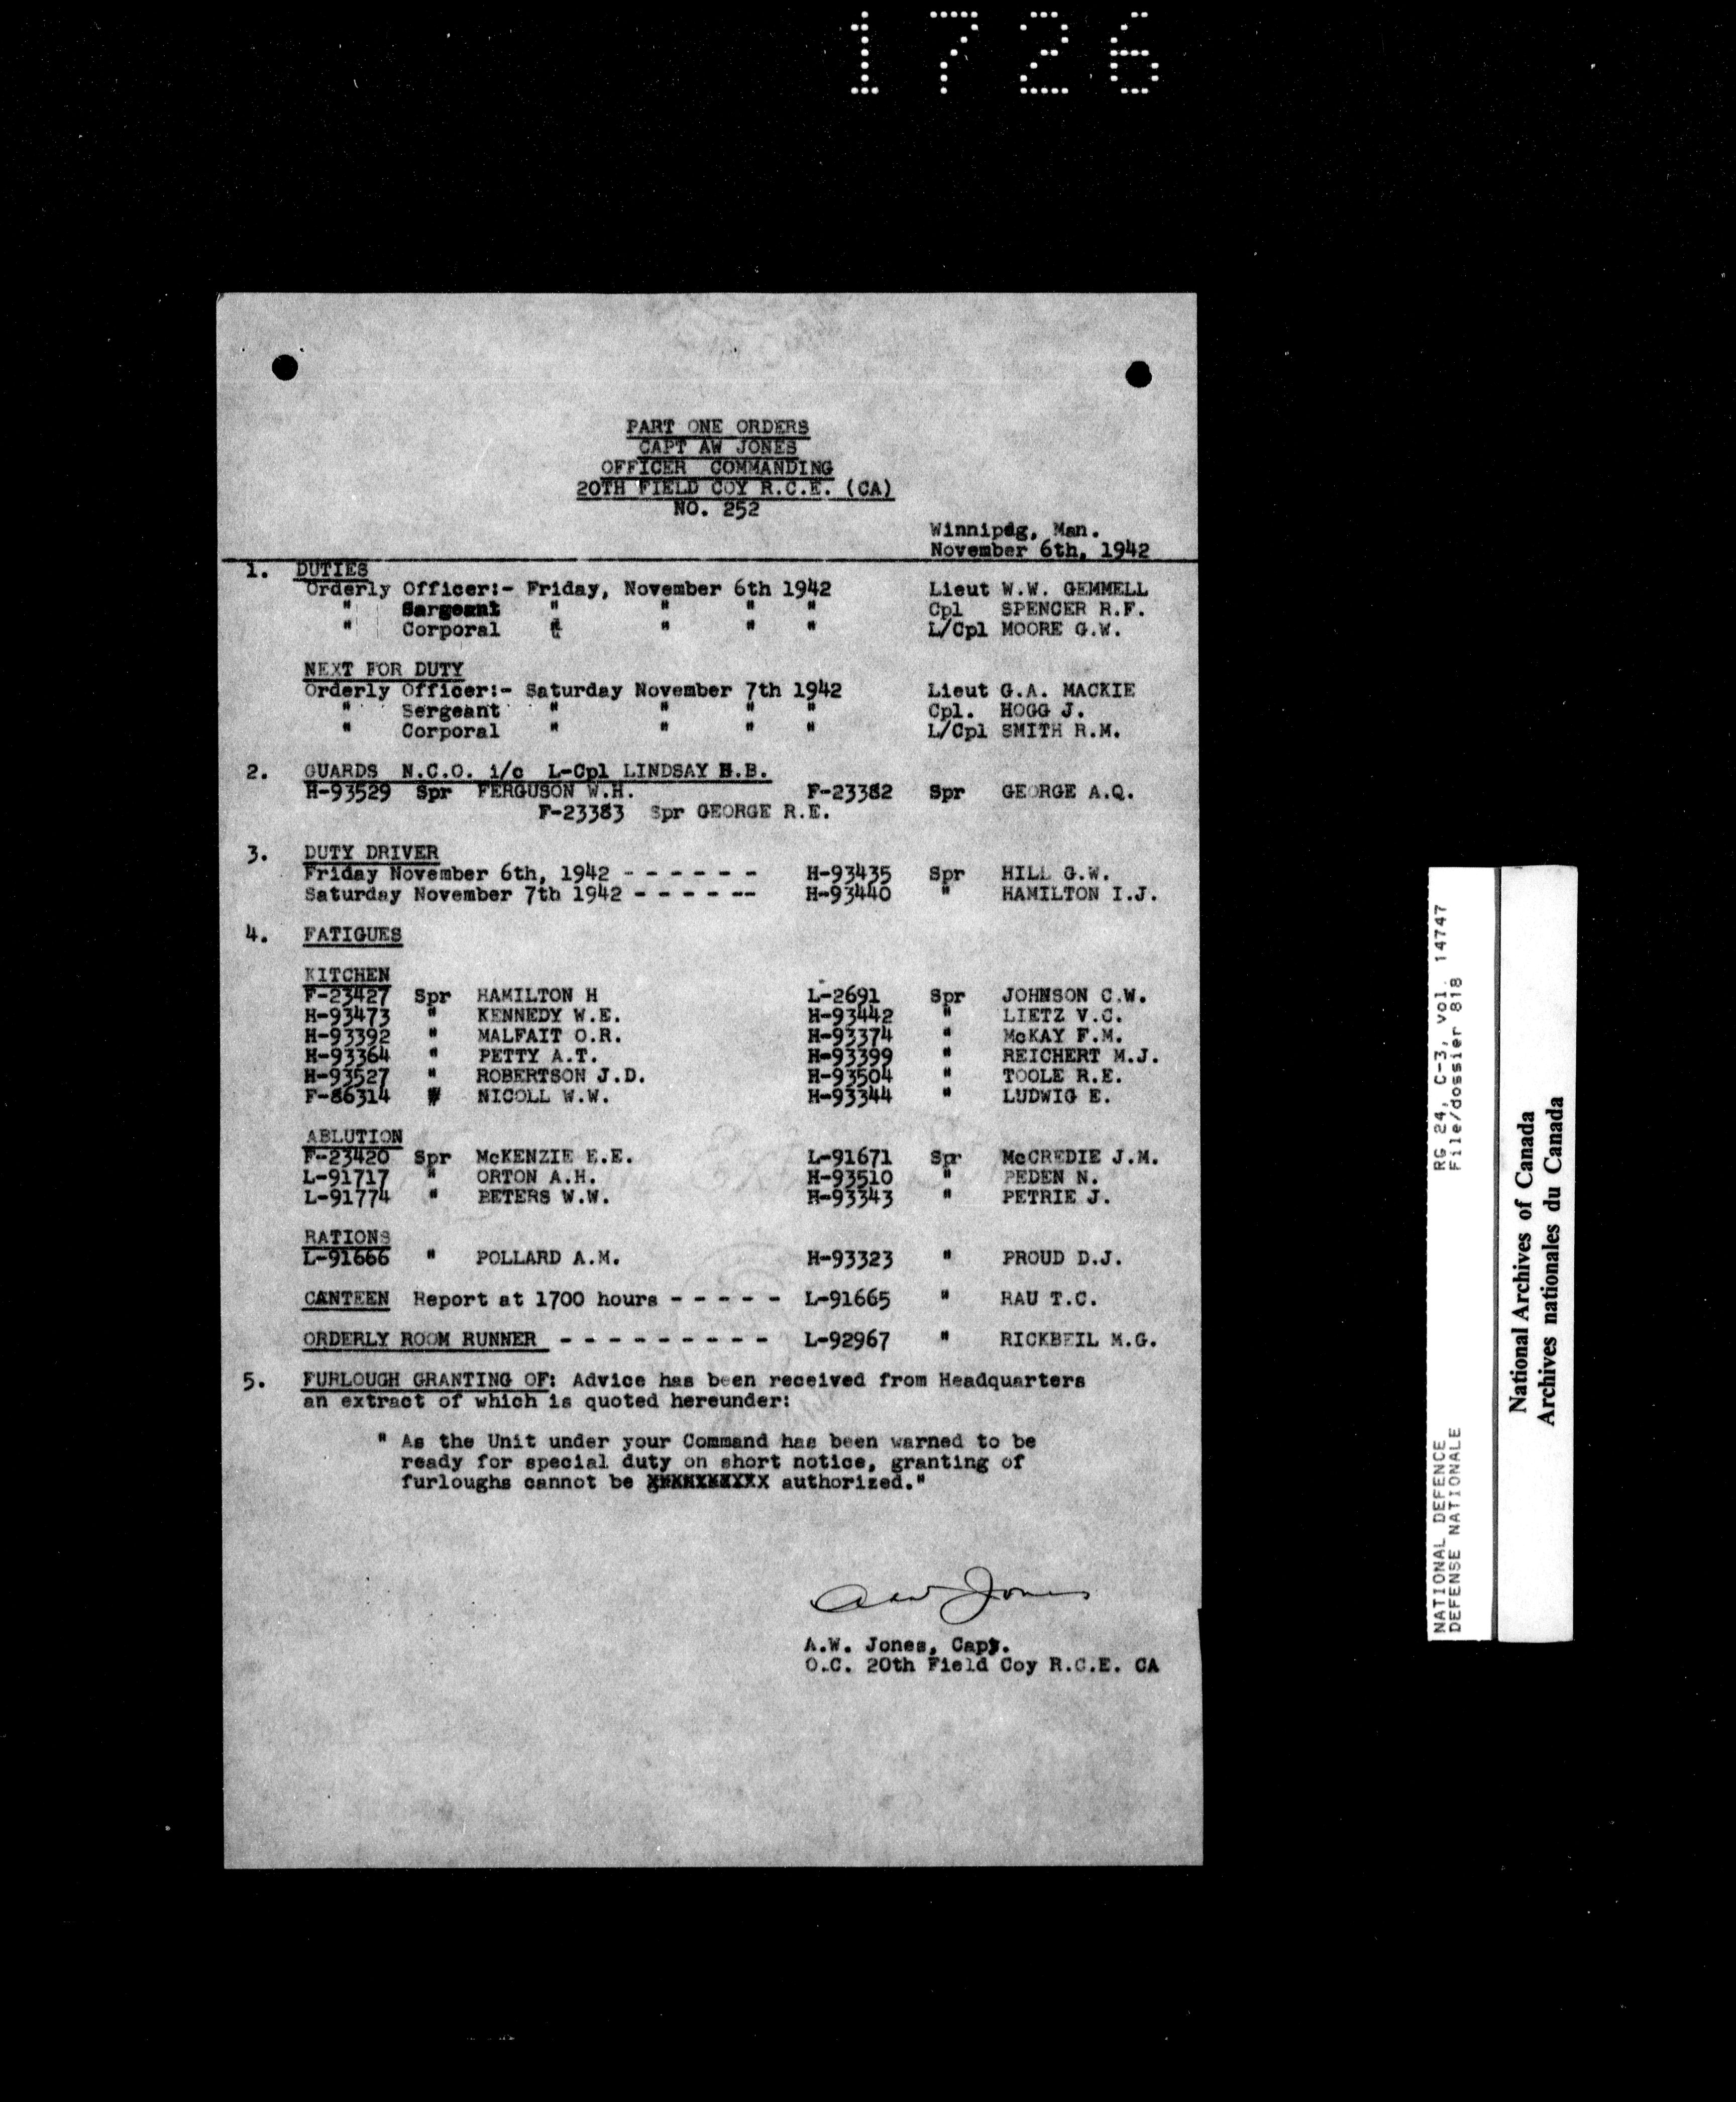 1726
PART ONE ORDERS
CAPT AW JONES
OFFICER COMMANDING
20TH FIELD COY R.C.E. (CA)
NO. 252
Winnipeg, Man.
November 6th, 1942
1. DUTIES
Orderly Officer:- Friday, November 6th 1942 Lieut W.W. GEMMELL
" Sargeant " " " " Cpl SPENCER R.F.
" Corporal " " " " L/Cpl MOORE G.W.
NEXT FOR DUTY
Orderly Officer:- Saturday November 7th 1942 Lieut G.A. MACKIE
" Sergeant " " " " Cpl. HOGG J.
" Corporal " " " " L/Cpl SMITH R.M.
2. GUARDS N.C.O. i/c L-Cpl LINDSAY B.
H-93529 Spr FERGUSON W.H. F-23382 Spr GEORGE A.Q.
F-23383 Spr GEORGE R.E.
3. DUTY DRIVER
Friday November 6th, 1942 - - - - - - H-93435 Spr HILL G.W.
Saturday November 7th 1942 - - - - - -- H-93440 " HAMILTON I.J.
4. FATIGUES
KITCHEN
F-23427 Spr HAMILTON H L-2691 Spr JOHNSON C.W.
H-93473 " KENNEDY W.E. H-93442 " LIETZ V.C.
H-93392 " MALFAIT O.R. H-93374 " McKAY F.M.
H-93364 " PETTY A.T. H-93399 " REICHERT M.J.
H-93527 " ROBERTSON J.D. H-93504 " TOOLE R.E.
F-86314 " NICOLL W.W. H-93344 " LUDWIG E.
ABLUTION
F-23420 Spr McKENZIE E.E. L-91671 Spr McCREDIE J.M.
L-91717 " ORTON A.H. H-93510 " PEDEN N.
L-91774 " PETERS W.W. H-93343 " PETRIE J.
RATIONS
L-91666 " POLLARD A.M. H-93323 " PROUD D.J.
CANTEEN Report at 1700 hours - - - - - L-91665 " RAU T.C.
ORDERLY ROOM RUNNER - - - - - - - - - - L-92967 " RICKBEIL M.G.
5. FURLOUGH GRANTING OF: Advice has been received from Headquarters
an extract of which is quoted hereunder:
" As the Unit under your Command has been warned to be
ready for special duty on short notice, granting of
furloughs cannot be authorized."
AW Jones
A.W. Jones, Capt.
O.C. 20th Field Coy R.C.E. CA
NATIONAL DEFENCE RG 24, C-3, vol. 14747
DEFENSE NATIONALE File/dossier 818
National Archives of Canada
Archives nationales du Canada